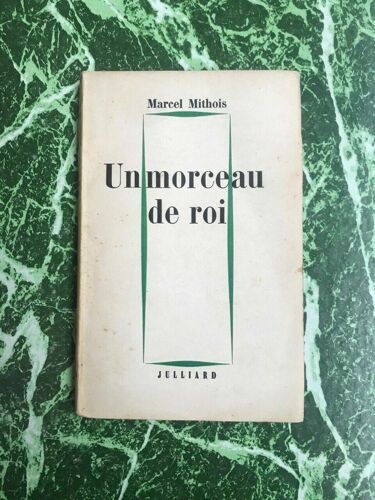 Marcel Mithois
Un morceau
de roi
JULLIARD